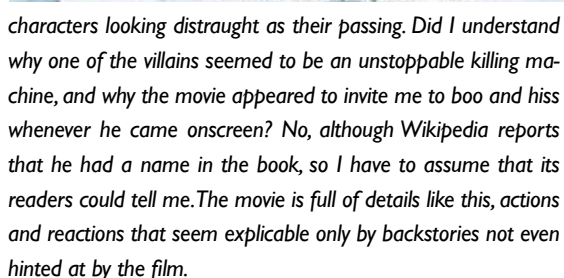 characters looking distraught as their passing. Did I understand
why one of the villains seemed to be an unstoppable killing ma-
chine, and why the movie appeared to invite me to boo and hiss
whenever he came onscreen? No, although Wikipedia reports
that he had a name in the book, so I have to assume that its
readers could tell me. The movie is full of details like this, actions
and reactions that seem explicable only by backstories not even
hinted at by the film.